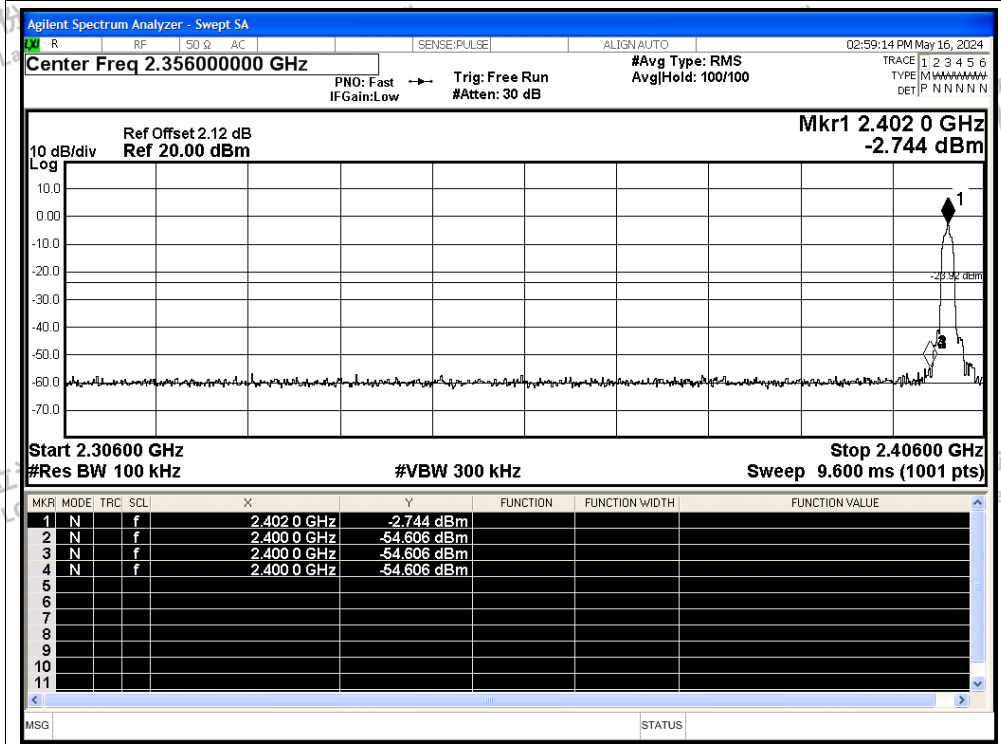 Agilent Spectrum Analyzer - Swept SA
LXI R RF 50 Ω AC SENSE:PULSE ALIGN AUTO 02:59:14 PM May 16, 2024
Center Freq 2.356000000 GHz #Avg Type: RMS TRACE 1 2 3 4 5 6
PNO: Fast Trig: Free Run Avg|Hold: 100/100 TYPE M
IFGain:Low #Atten: 30 dB DET P N N N N N
Mkr1 2.402 0 GHz
Ref Offset 2.12 dB
10 dB/div Ref 20.00 dBm -2.744 dBm
Log
10.0
1
0.00
-10.0
-20.0
-23.92 dBm
-30.0
-40.0
-50.0
-60.0
-70.0
Start 2.30600 GHz Stop 2.40600 GHz
#Res BW 100 kHz #VBW 300 kHz Sweep 9.600 ms (1001 pts)
MKR MODE TRC SCL X Y FUNCTION FUNCTION WIDTH FUNCTION VALUE
1 N f 2.402 0 GHz -2.744 dBm
2 N f 2.400 0 GHz -54.606 dBm
3 N f 2.400 0 GHz -54.606 dBm
4 N f 2.400 0 GHz -54.606 dBm
5
6
7
8
9
10
11
MSG STATUS